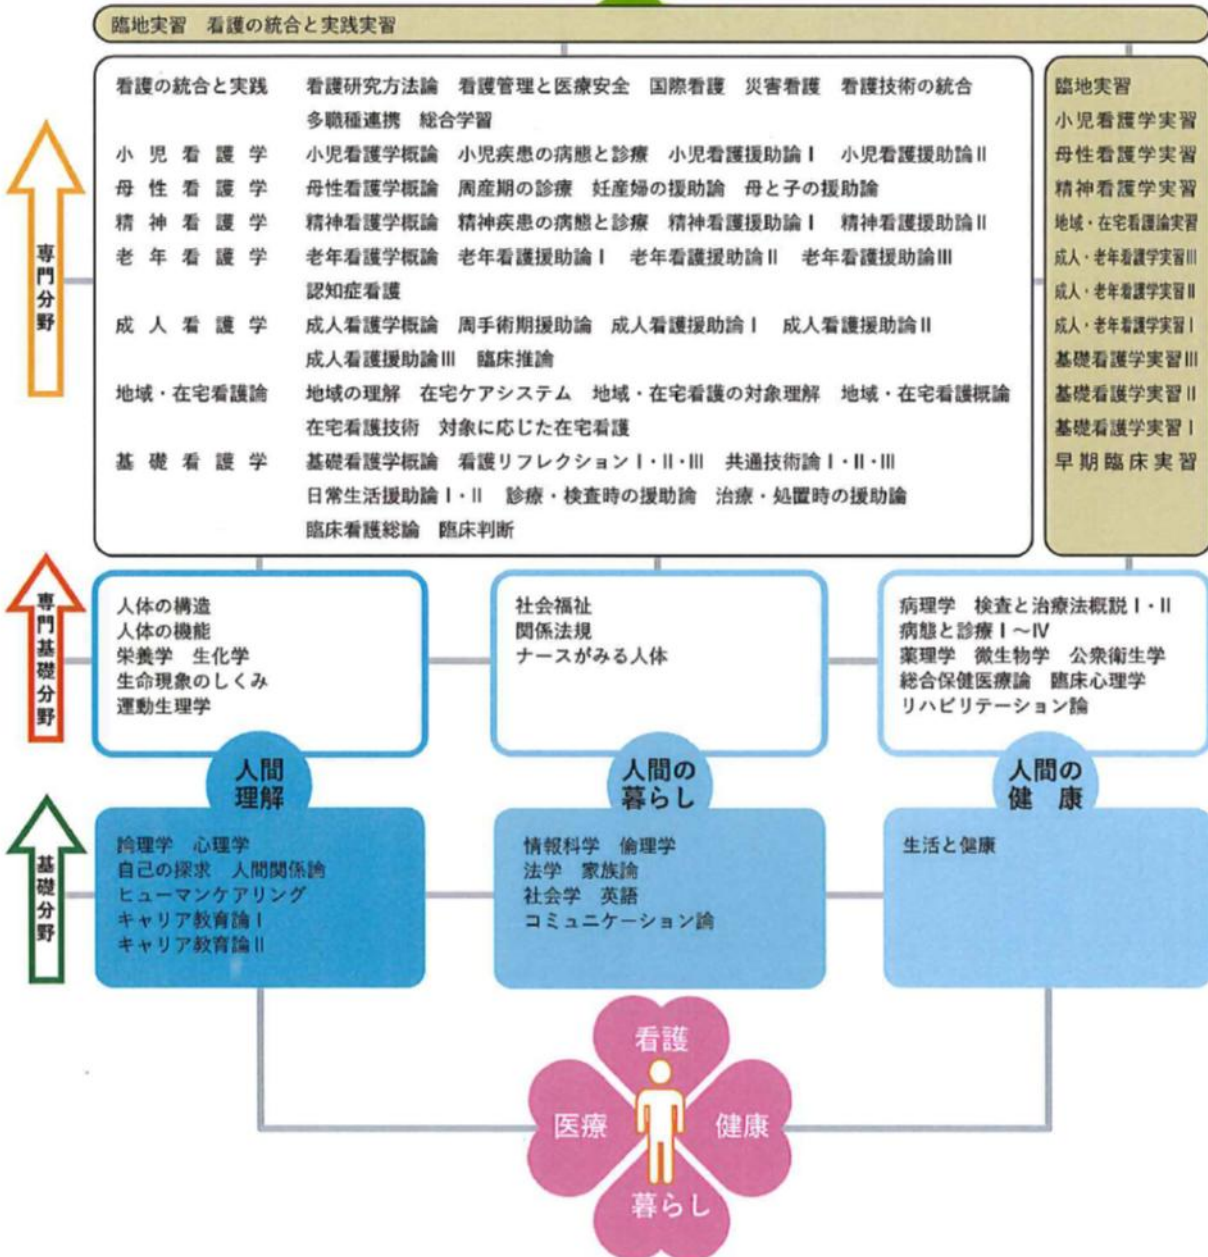 臨地実習 看護の統合と実践実習
看護の統合と実践 看護研究方法論 看護管理と医療安全 国際看護 災害看護 看護技術の統合
多職種連携 総合学習
小児看護学 小児看護学概論 小児疾患の病態と診療 小児看護援助論Ⅰ 小児看護援助論Ⅱ
母性看護学 母性看護学概論 周産期の診療 妊産婦の援助論 母と子の援助論
精神看護学 精神看護学概論 精神疾患の病態と診療 精神看護援助論Ⅰ 精神看護援助論Ⅱ
老年看護学 老年看護学概論 老年看護援助論Ⅰ 老年看護援助論Ⅱ 老年看護援助論Ⅲ
認知症看護
成人看護学 成人看護学概論 周手術期援助論 成人看護援助論Ⅰ 成人看護援助論Ⅱ
成人看護援助論Ⅲ 臨床推論
地域・在宅看護論 地域の理解 在宅ケアシステム 地域・在宅看護の対象理解 地域・在宅看護概論
在宅看護技術 対象に応じた在宅看護
基礎看護学 基礎看護学概論 看護リフレクションⅠ・Ⅱ・Ⅲ 共通技術論Ⅰ・Ⅱ・Ⅲ
日常生活援助論Ⅰ・Ⅱ 診療・検査時の援助論 治療・処置時の援助論
臨床看護総論 臨床判断
臨地実習
小児看護学実習
母性看護学実習
精神看護学実習
地域・在宅看護論実習
成人・老年看護学実習Ⅲ
成人・老年看護学実習Ⅱ
成人・老年看護学実習Ⅰ
基礎看護学実習Ⅲ
基礎看護学実習Ⅱ
基礎看護学実習Ⅰ
早期臨床実習
専門分野
専門基礎分野
人体の構造
人体の機能
栄養学 生化学
生命現象のしくみ
運動生理学
社会福祉
関係法規
ナースがみる人体
病理学 検査と治療法概説Ⅰ・Ⅱ
病態と診療Ⅰ～Ⅳ
薬理学 微生物学 公衆衛生学
総合保健医療論 臨床心理学
リハビリテーション論
人間
理解
人間の
暮らし
人間の
健康
基礎分野
論理学 心理学
自己の探求 人間関係論
ヒューマンケアリング
キャリア教育論Ⅰ
キャリア教育論Ⅱ
情報科学 倫理学
法学 家族論
社会学 英語
コミュニケーション論
生活と健康
看護
医療
健康
暮らし